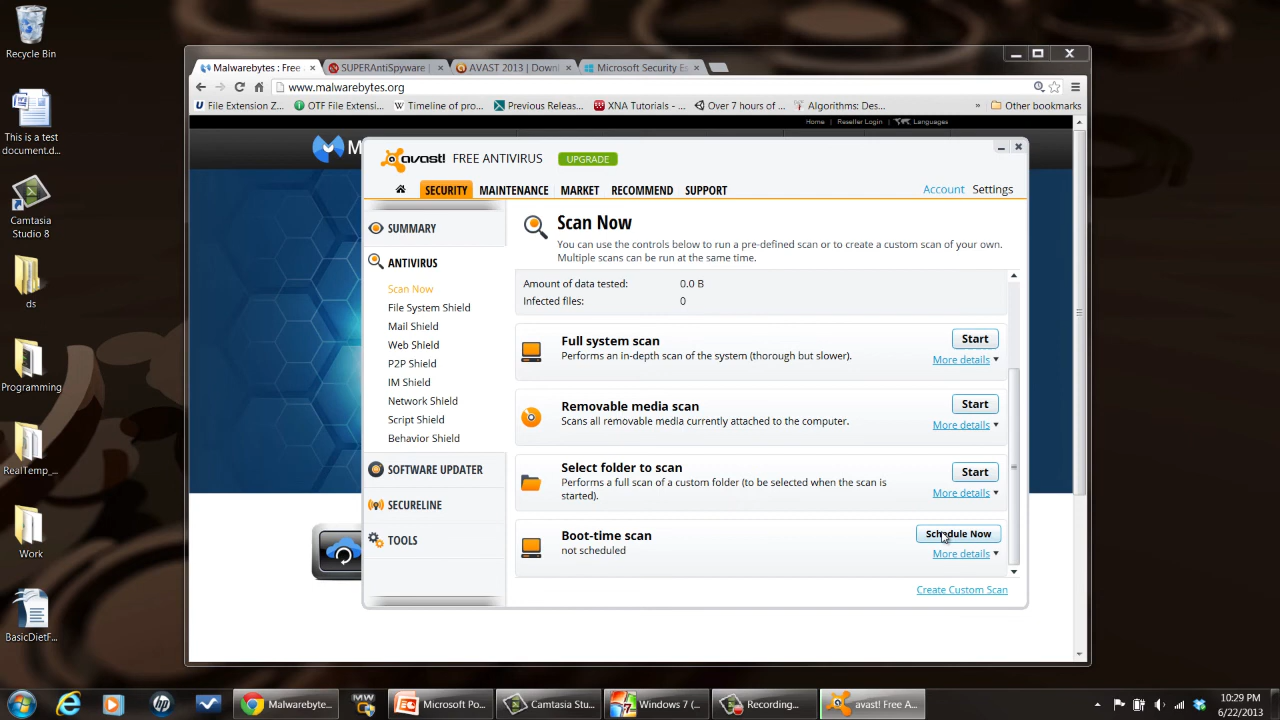 Recycle Bin
This is a test
document.d...
Camtasia
Studio 8
ds
Programming
RealTemp_...
Work
BasicDietF...
Malwarebytes : Free
SUPERAntiSpyware |
AVAST 2013 | Downl
Microsoft Security Es
www.malwarebytes.org
File Extension Z...
OTF File Extensi...
Timeline of pro...
Previous Releas...
XNA Tutorials - ...
Over 7 hours of ...
Algorithms: Des...
»
Other bookmarks
Home | Reseller Login | Languages
M
avast! FREE ANTIVIRUS UPGRADE
SECURITY MAINTENANCE MARKET RECOMMEND SUPPORT
Account Settings
SUMMARY
ANTIVIRUS
Scan Now
File System Shield
Mail Shield
Web Shield
P2P Shield
IM Shield
Network Shield
Script Shield
Behavior Shield
SOFTWARE UPDATER
SECURELINE
TOOLS
Scan Now
You can use the controls below to run a pre-defined scan or to create a custom scan of your own.
Multiple scans can be run at the same time.
Amount of data tested: 0.0 B
Infected files: 0
Full system scan
Performs an in-depth scan of the system (thorough but slower).
Start
More details
Removable media scan
Scans all removable media currently attached to the computer.
Start
More details
Select folder to scan
Performs a full scan of a custom folder (to be selected when the scan is
started).
Start
More details
Boot-time scan
not scheduled
Schedule Now
More details
Create Custom Scan
hp
Malwarebyte...
MW
Microsoft Po...
Camtasia Stu...
Windows 7 (...
Recording...
avast! Free A...
10:29 PM
6/22/2013